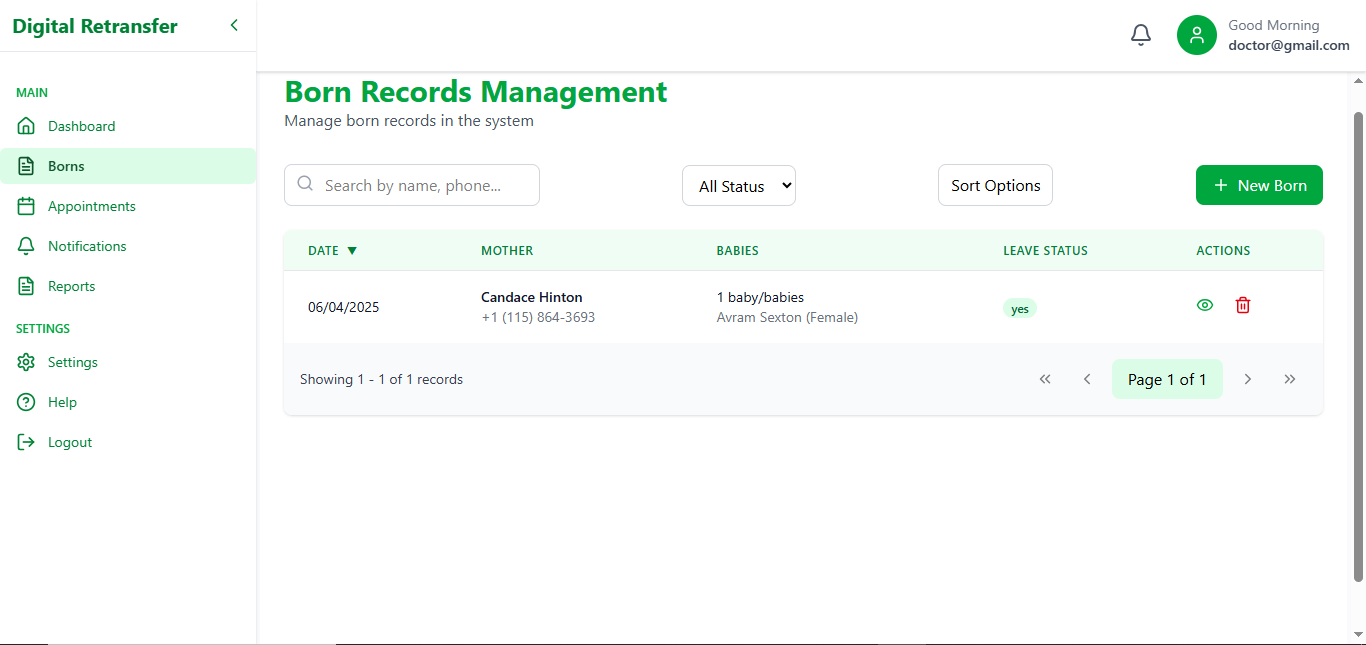 Digital Retransfer
Good Morning
doctor@gmail.com
MAIN
Dashboard
Borns
Appointments
Notifications
Reports
SETTINGS
Settings
Help
Logout
Born Records Management
Manage born records in the system
Search by name, phone...
All Status
Sort Options
New Born
DATE ▼ MOTHER BABIES LEAVE STATUS ACTIONS
06/04/2025 Candace Hinton 1 baby/babies yes
+1 (115) 864-3693 Avram Sexton (Female)
Showing 1 - 1 of 1 records
Page 1 of 1